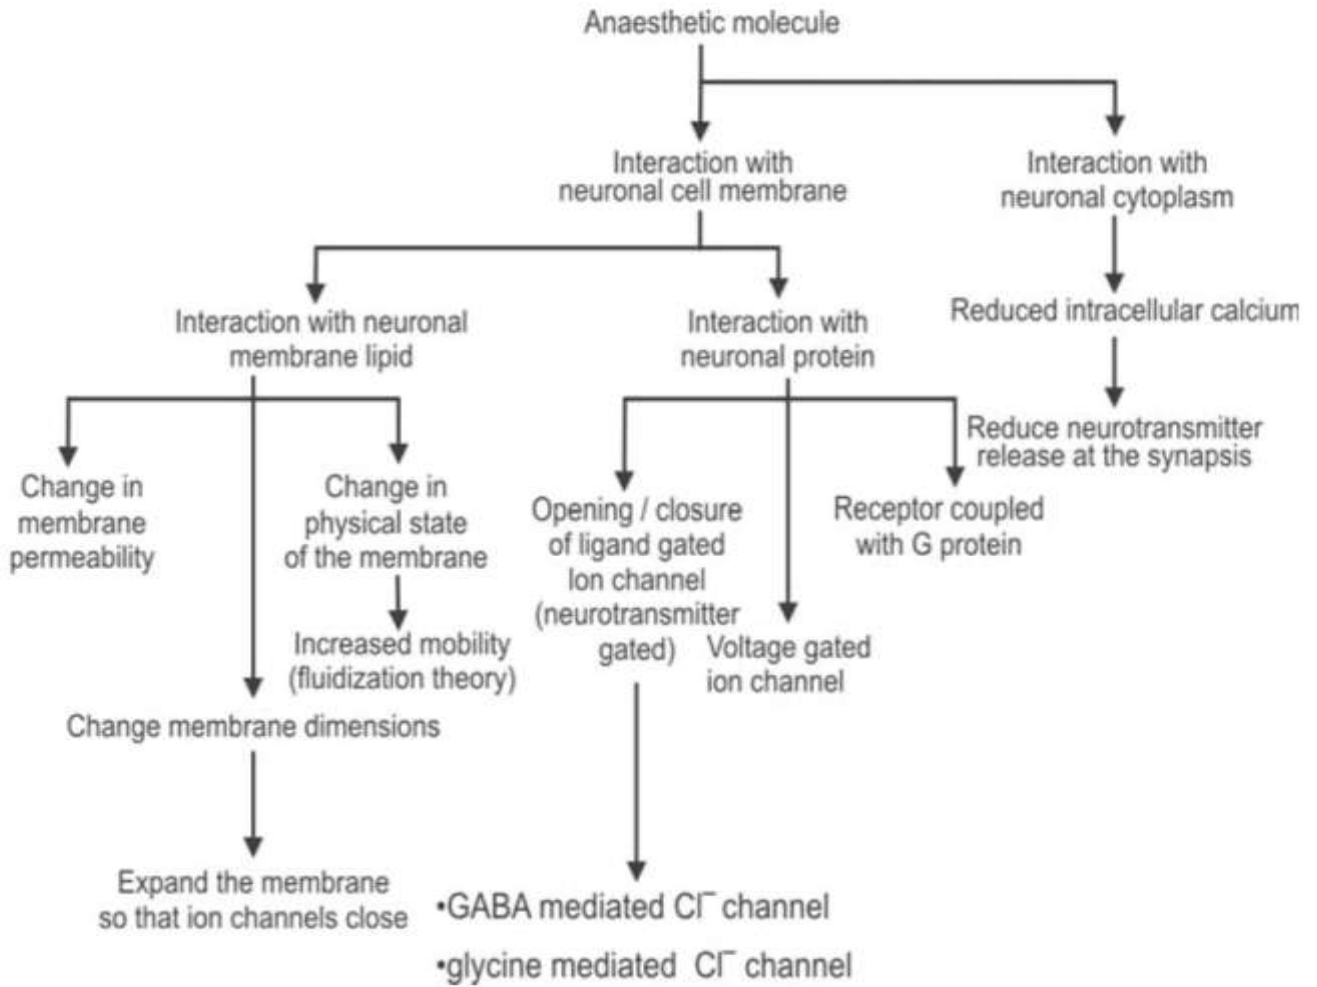 Anaesthetic molecule
Interaction with
neuronal cell membrane
Interaction with
neuronal cytoplasm
Interaction with neuronal
membrane lipid
Interaction with
neuronal protein
Reduced intracellular calcium
Reduce neurotransmitter
release at the synapsis
Change in
membrane
permeability
Change in
physical state
of the membrane
Opening / closure
of ligand gated
Ion channel
(neurotransmitter
gated)
Receptor coupled
with G protein
Increased mobility
(fluidization theory)
Voltage gated
ion channel
Change membrane dimensions
Expand the membrane
so that ion channels close
•GABA mediated Cl⁻ channel
•glycine mediated Cl⁻ channel